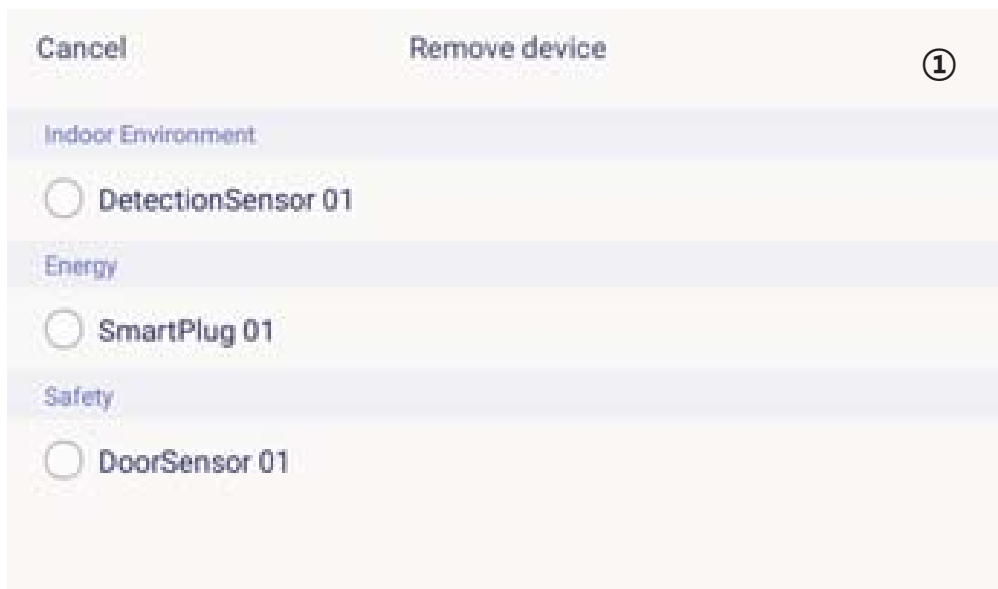 Cancel Remove device ①
Indoor Environment
DetectionSensor 01
Energy
SmartPlug 01
Safety
DoorSensor 01